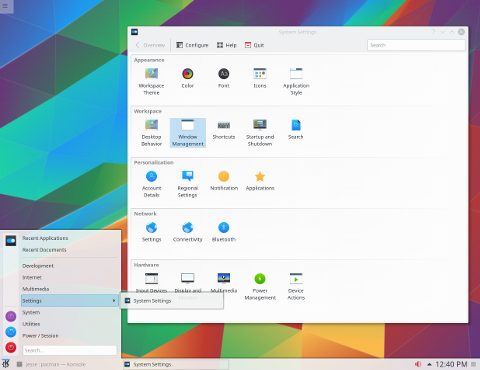 System Settings
Overview Configure Help Quit Search
Appearance
Workspace Theme
Color
Font
Icons
Application Style
Workspace
Desktop Behavior
Window Management
Shortcuts
Startup and Shutdown
Search
Personalization
Account Details
Regional Settings
Notification
Applications
Network
Settings
Connectivity
Bluetooth
Hardware
Input Devices
Display and
Multimedia
Power Management
Device Actions
Recent Applications
Recent Documents
Development
Internet
Multimedia
Settings
System Settings
System
Utilities
Power / Session
Search...
pacman — Konsole
System Settings
12:40 PM